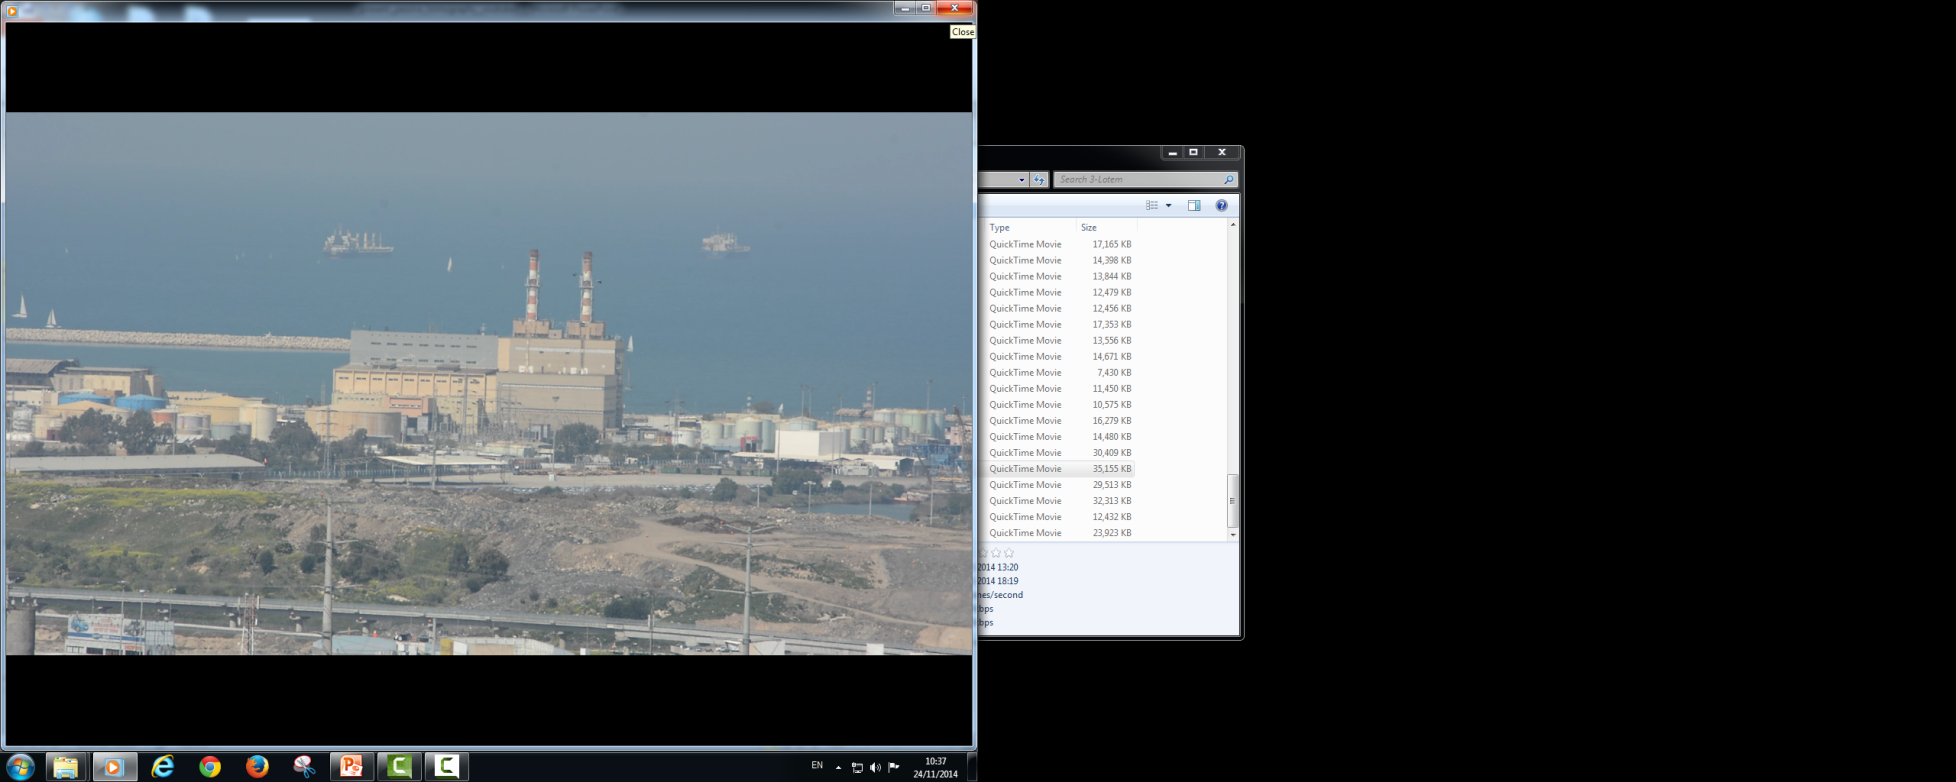 Close
Search 3-Lotem
Type Size
QuickTime Movie 17,165 KB
QuickTime Movie 14,398 KB
QuickTime Movie 13,844 KB
QuickTime Movie 12,479 KB
QuickTime Movie 12,456 KB
QuickTime Movie 17,353 KB
QuickTime Movie 13,556 KB
QuickTime Movie 14,671 KB
QuickTime Movie 7,430 KB
QuickTime Movie 11,450 KB
QuickTime Movie 10,575 KB
QuickTime Movie 16,279 KB
QuickTime Movie 14,480 KB
QuickTime Movie 30,409 KB
QuickTime Movie 35,155 KB
QuickTime Movie 29,513 KB
QuickTime Movie 32,313 KB
QuickTime Movie 12,432 KB
QuickTime Movie 23,923 KB
2014 13:20
2014 18:19
mes/second
bps
bps
EN
10:37
24/11/2014